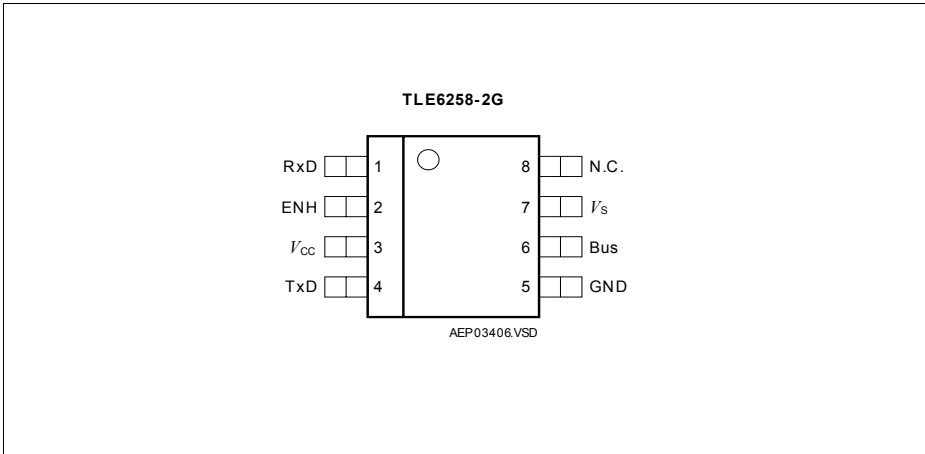 TLE6258-2G
RxD 1 8 N.C.
ENH 2 7 VS
VCC 3 6 Bus
TxD 4 5 GND
AEP03406.VSD